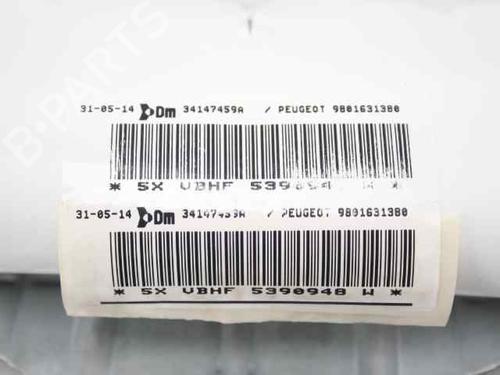 B-PARTS
31-05-14 Dm 34147459A / PEUGEOT 9801631380
* 5X VBHF W *
31-05-14 Dm 34147459A / PEUGEOT 9801631380
* 5X VBHF 5390948 W *